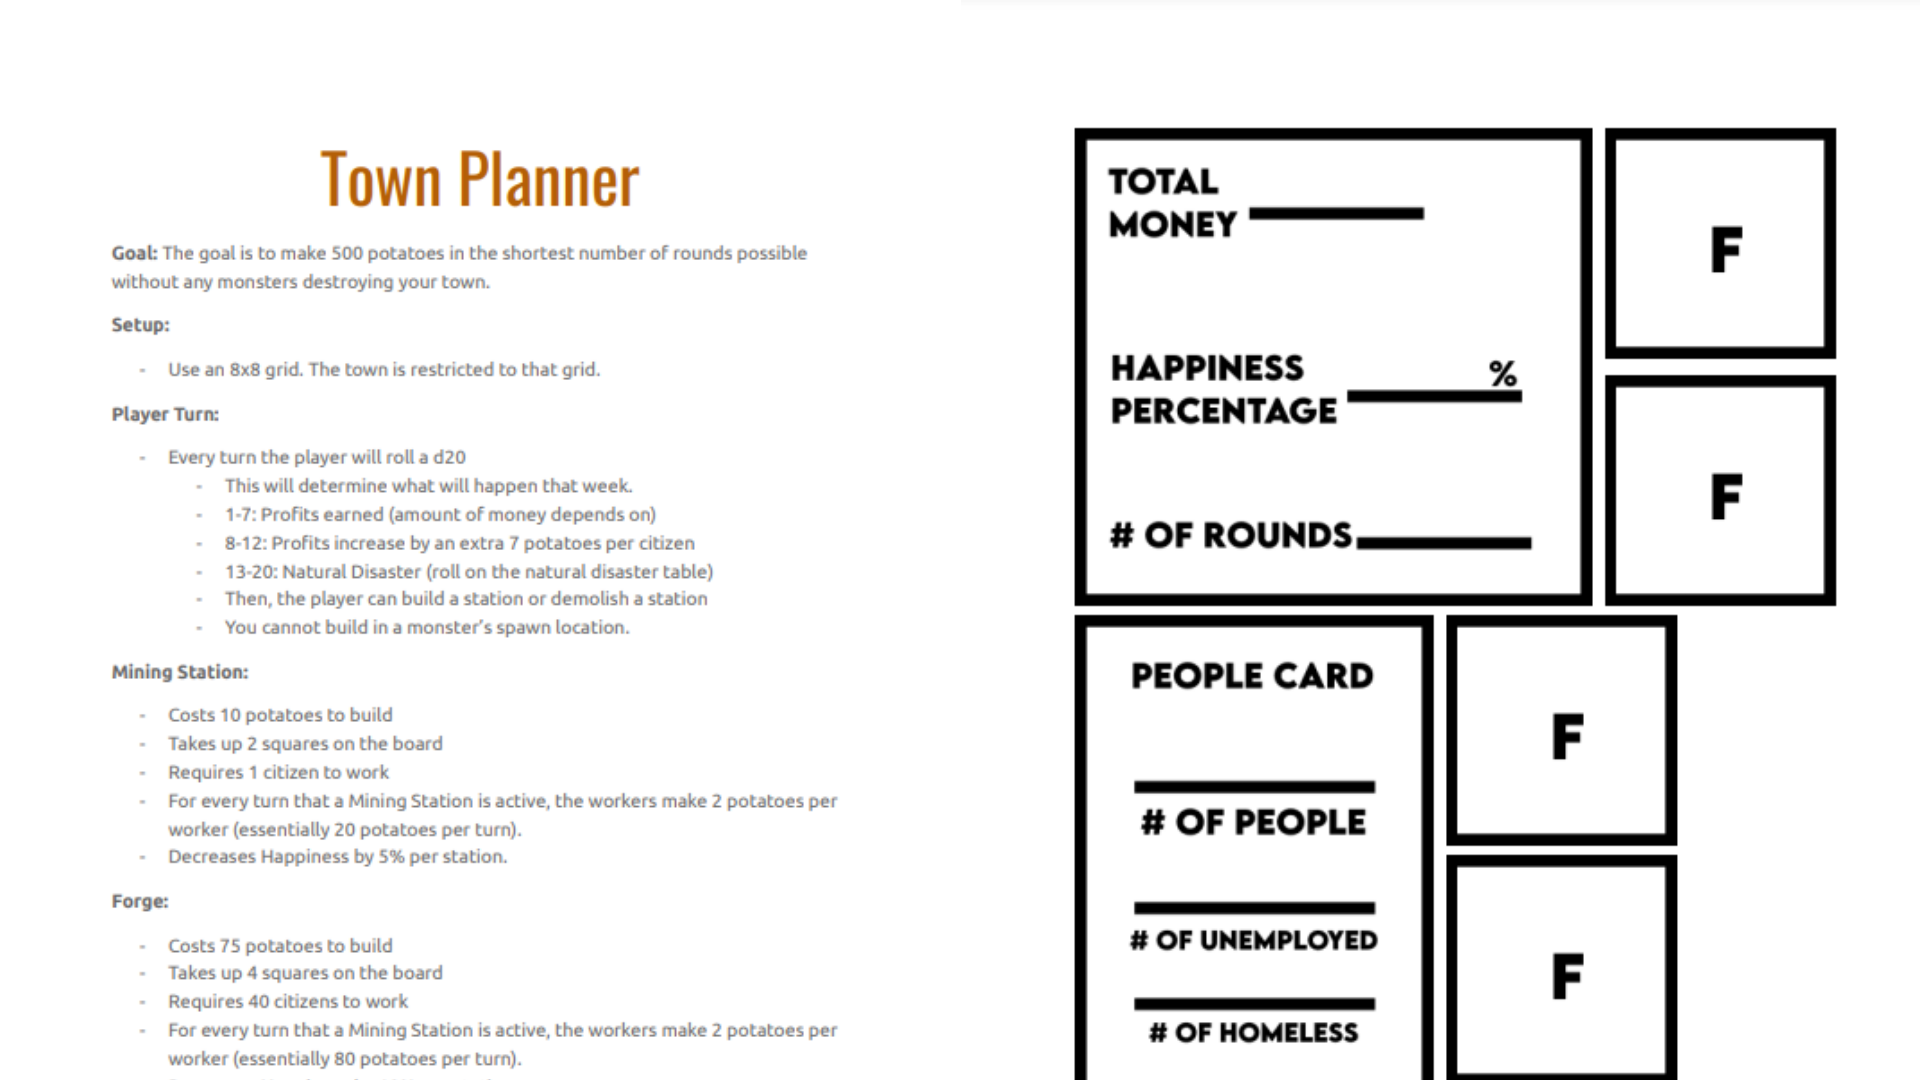 Town Planner
Goal: The goal is to make 500 potatoes in the shortest number of rounds possible
without any monsters destroying your town.
Setup:
- Use an 8x8 grid. The town is restricted to that grid.
Player Turn:
- Every turn the player will roll a d20
- This will determine what will happen that week.
- 1-7: Profits earned (amount of money depends on)
- 8-12: Profits increase by an extra 7 potatoes per citizen
- 13-20: Natural Disaster (roll on the natural disaster table)
- Then, the player can build a station or demolish a station
- You cannot build in a monster's spawn location.
Mining Station:
- Costs 10 potatoes to build
- Takes up 2 squares on the board
- Requires 1 citizen to work
- For every turn that a Mining Station is active, the workers make 2 potatoes per
worker (essentially 20 potatoes per turn).
- Decreases Happiness by 5% per station.
Forge:
- Costs 75 potatoes to build
- Takes up 4 squares on the board
- Requires 40 citizens to work
- For every turn that a Mining Station is active, the workers make 2 potatoes per
worker (essentially 80 potatoes per turn).
TOTAL
MONEY
HAPPINESS
PERCENTAGE %
# OF ROUNDS
F
F
PEOPLE CARD
# OF PEOPLE
# OF UNEMPLOYED
# OF HOMELESS
F
F